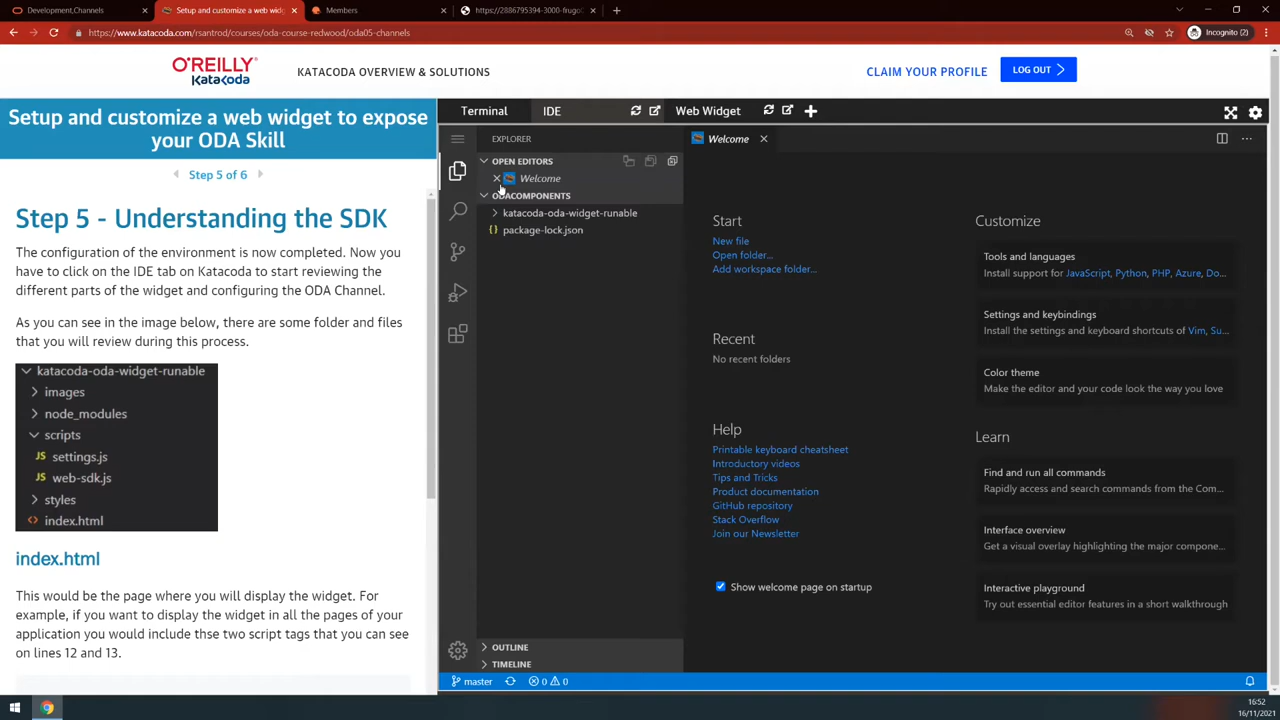 Development,Channels
Setup and customize a web widg
Members
https://2886795394-3000-frugo
https://www.katacoda.com/rsantrod/courses/oda-course-redwood/oda05-channels
Incognito (2)
O'REILLY
Katacoda
KATACODA OVERVIEW & SOLUTIONS
CLAIM YOUR PROFILE
LOG OUT
Setup and customize a web widget to expose
your ODA Skill
Step 5 of 6
Step 5 - Understanding the SDK
The configuration of the environment is now completed. Now you
have to click on the IDE tab on Katacoda to start reviewing the
different parts of the widget and configuring the ODA Channel.
As you can see in the image below, there are some folder and files
that you will review during this process.
katacoda-oda-widget-runable
images
node_modules
scripts
JS settings.js
JS web-sdk.js
styles
<> index.html
index.html
This would be the page where you will display the widget. For
example, if you want to display the widget in all the pages of your
application you would include thse two script tags that you can see
on lines 12 and 13.
Terminal
IDE
Web Widget
EXPLORER
OPEN EDITORS
Welcome
ODACOMPONENTS
katacoda-oda-widget-runable
{} package-lock.json
OUTLINE
TIMELINE
Welcome
Start
New file
Open folder...
Add workspace folder...
Recent
No recent folders
Help
Printable keyboard cheatsheet
Introductory videos
Tips and Tricks
Product documentation
GitHub repository
Stack Overflow
Join our Newsletter
Show welcome page on startup
Customize
Tools and languages
Install support for JavaScript, Python, PHP, Azure, Do...
Settings and keybindings
Install the settings and keyboard shortcuts of Vim, Su...
Color theme
Make the editor and your code look the way you love
Learn
Find and run all commands
Rapidly access and search commands from the Com...
Interface overview
Get a visual overlay highlighting the major compone...
Interactive playground
Try out essential editor features in a short walkthrough
master
0
0
16:52
16/11/2021